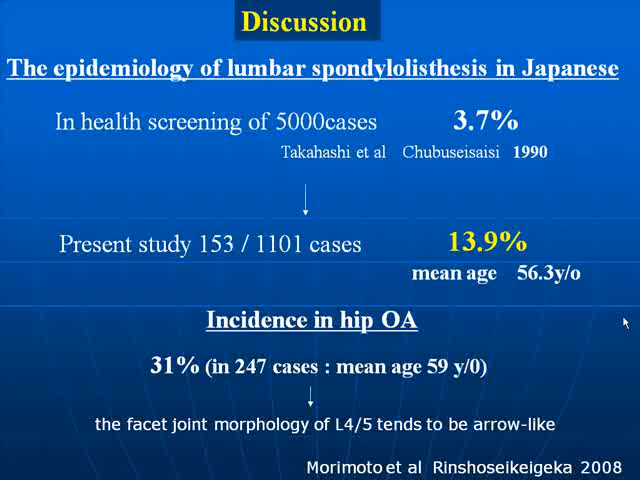 Discussion
The epidemiology of lumbar spondylolisthesis in Japanese
In health screening of 5000cases 3.7%
Takahashi et al Chubuseisaisi 1990
Present study 153 / 1101 cases 13.9%
mean age 56.3y/o
Incidence in hip OA
31% (in 247 cases : mean age 59 y/0)
the facet joint morphology of L4/5 tends to be arrow-like
Morimoto et al Rinshoseikeigeka 2008